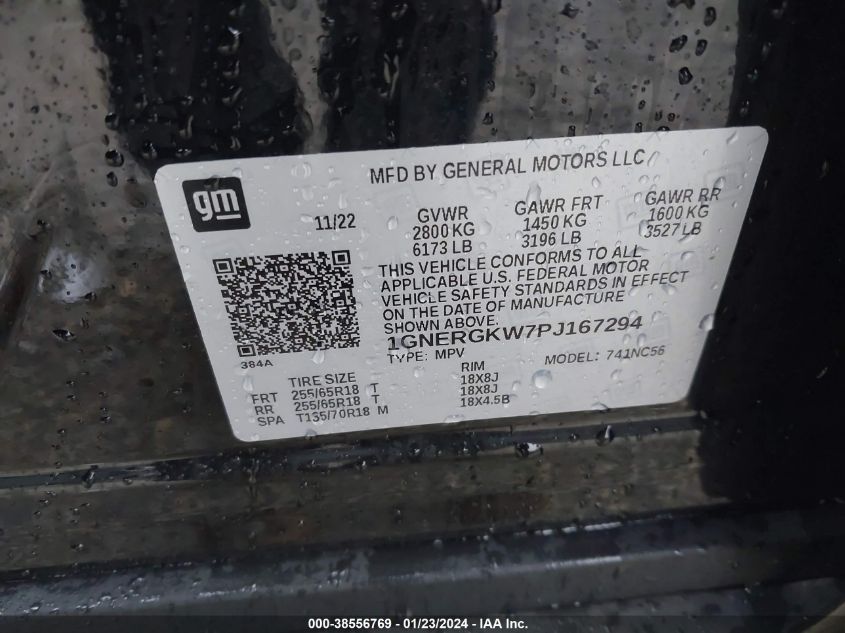 MFD BY GENERAL MOTORS LLC
gm
11/22
GVWR GAWR FRT GAWR RR
2800 KG 1450 KG 1600 KG
6173 LB 3196 LB 3527 LB
THIS VEHICLE CONFORMS TO ALL
APPLICABLE U.S. FEDERAL MOTOR
VEHICLE SAFETY STANDARDS IN EFFECT
ON THE DATE OF MANUFACTURE
SHOWN ABOVE.
1GNERGKW7PJ167294
384A
TYPE: MPV MODEL: 741NC56
TIRE SIZE RIM
FRT 255/65R18 T 18X8J
RR 255/65R18 T 18X8J
SPA T135/70R18 M 18X4.5B
000-38556769 - 01/23/2024 - IAA Inc.